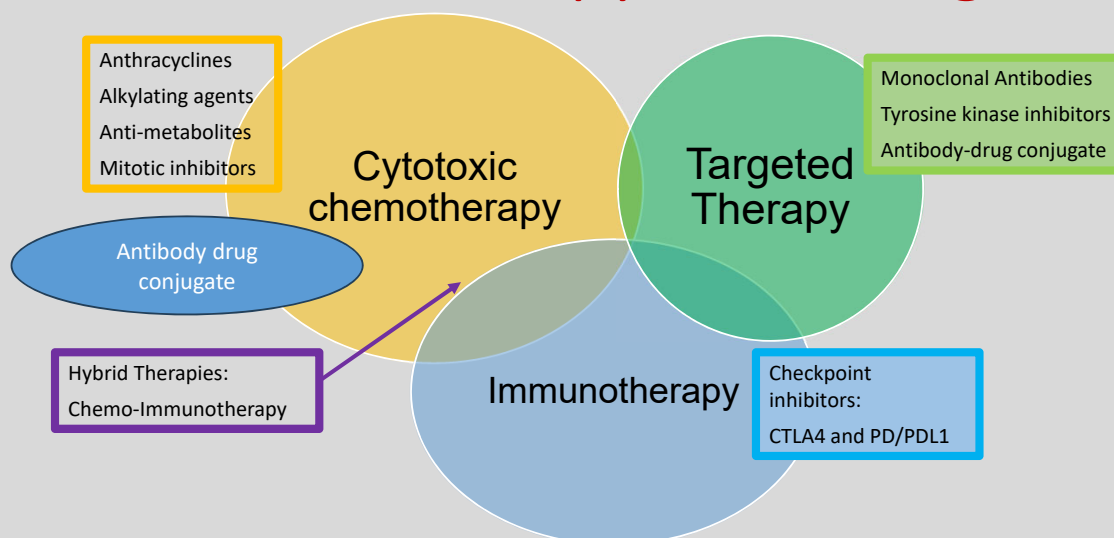 Anthracyclines
Alkylating agents
Anti-metabolites
Mitotic inhibitors
Cytotoxic
chemotherapy
Targeted
Therapy
Monoclonal Antibodies
Tyrosine kinase inhibitors
Antibody-drug conjugate
Antibody drug
conjugate
Hybrid Therapies:
Chemo-Immunotherapy
Immunotherapy
Checkpoint
inhibitors:
CTLA4 and PD/PDL1